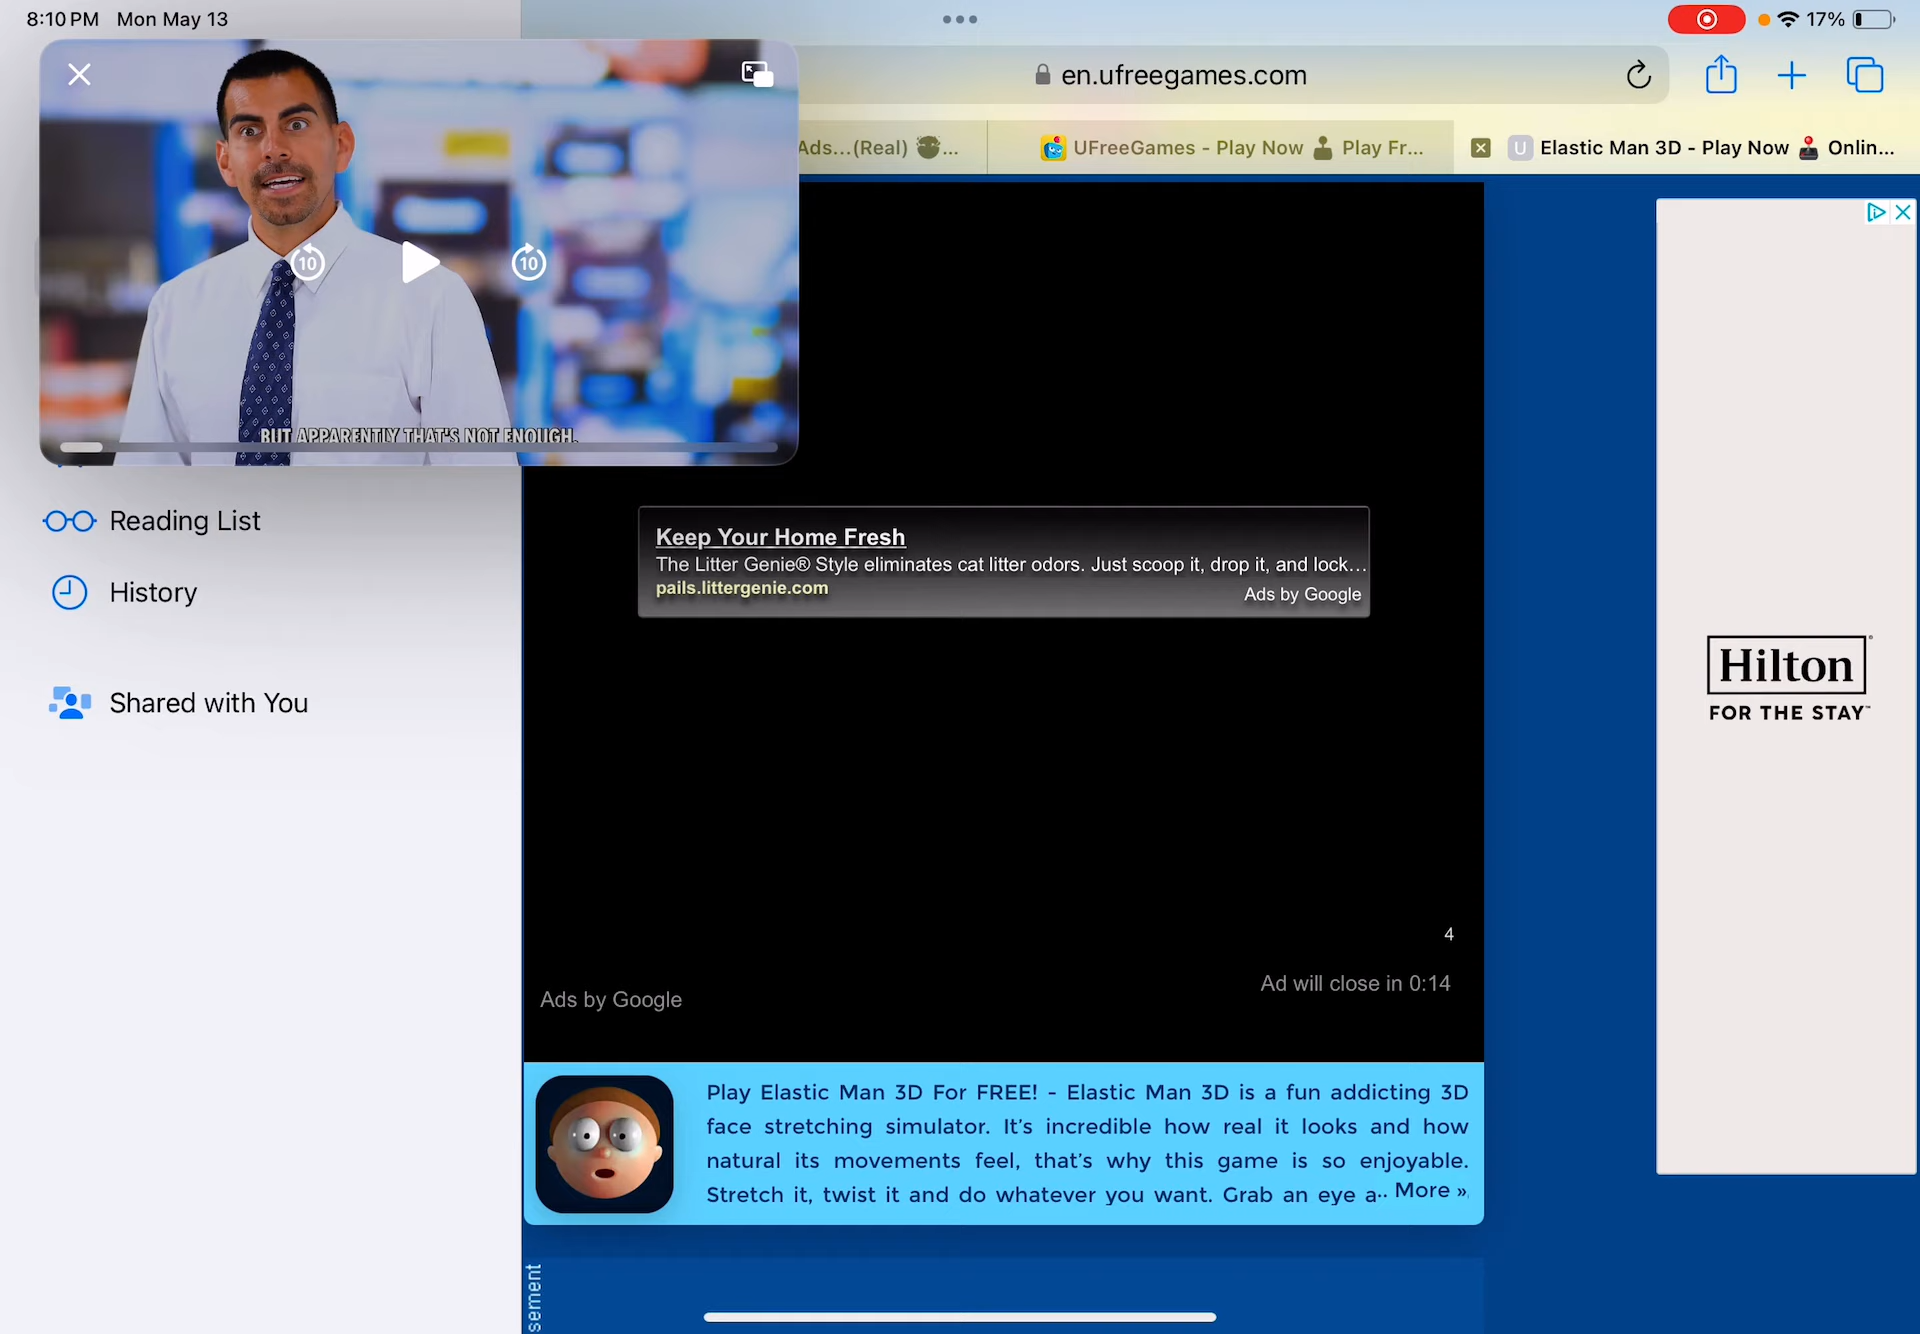 8:10 PM Mon May 13
17%
en.ufreegames.com
Ads...(Real)
...
UFreeGames - Play Now
Play Fr...
U
Elastic Man 3D - Play Now
Onlin...
10
10
BUT APPARENTLY THAT'S NOT ENOUGH.
Reading List
History
Shared with You
Keep Your Home Fresh
The Litter Genie® Style eliminates cat litter odors. Just scoop it, drop it, and lock...
pails.littergenie.com
Ads by Google
4
Ad will close in 0:14
Ads by Google
Hilton
FOR THE STAY™
Play Elastic Man 3D For FREE! - Elastic Man 3D is a fun addicting 3D
face stretching simulator. It's incredible how real it looks and how
natural its movements feel, that's why this game is so enjoyable.
Stretch it, twist it and do whatever you want. Grab an eye a.. More »
sement